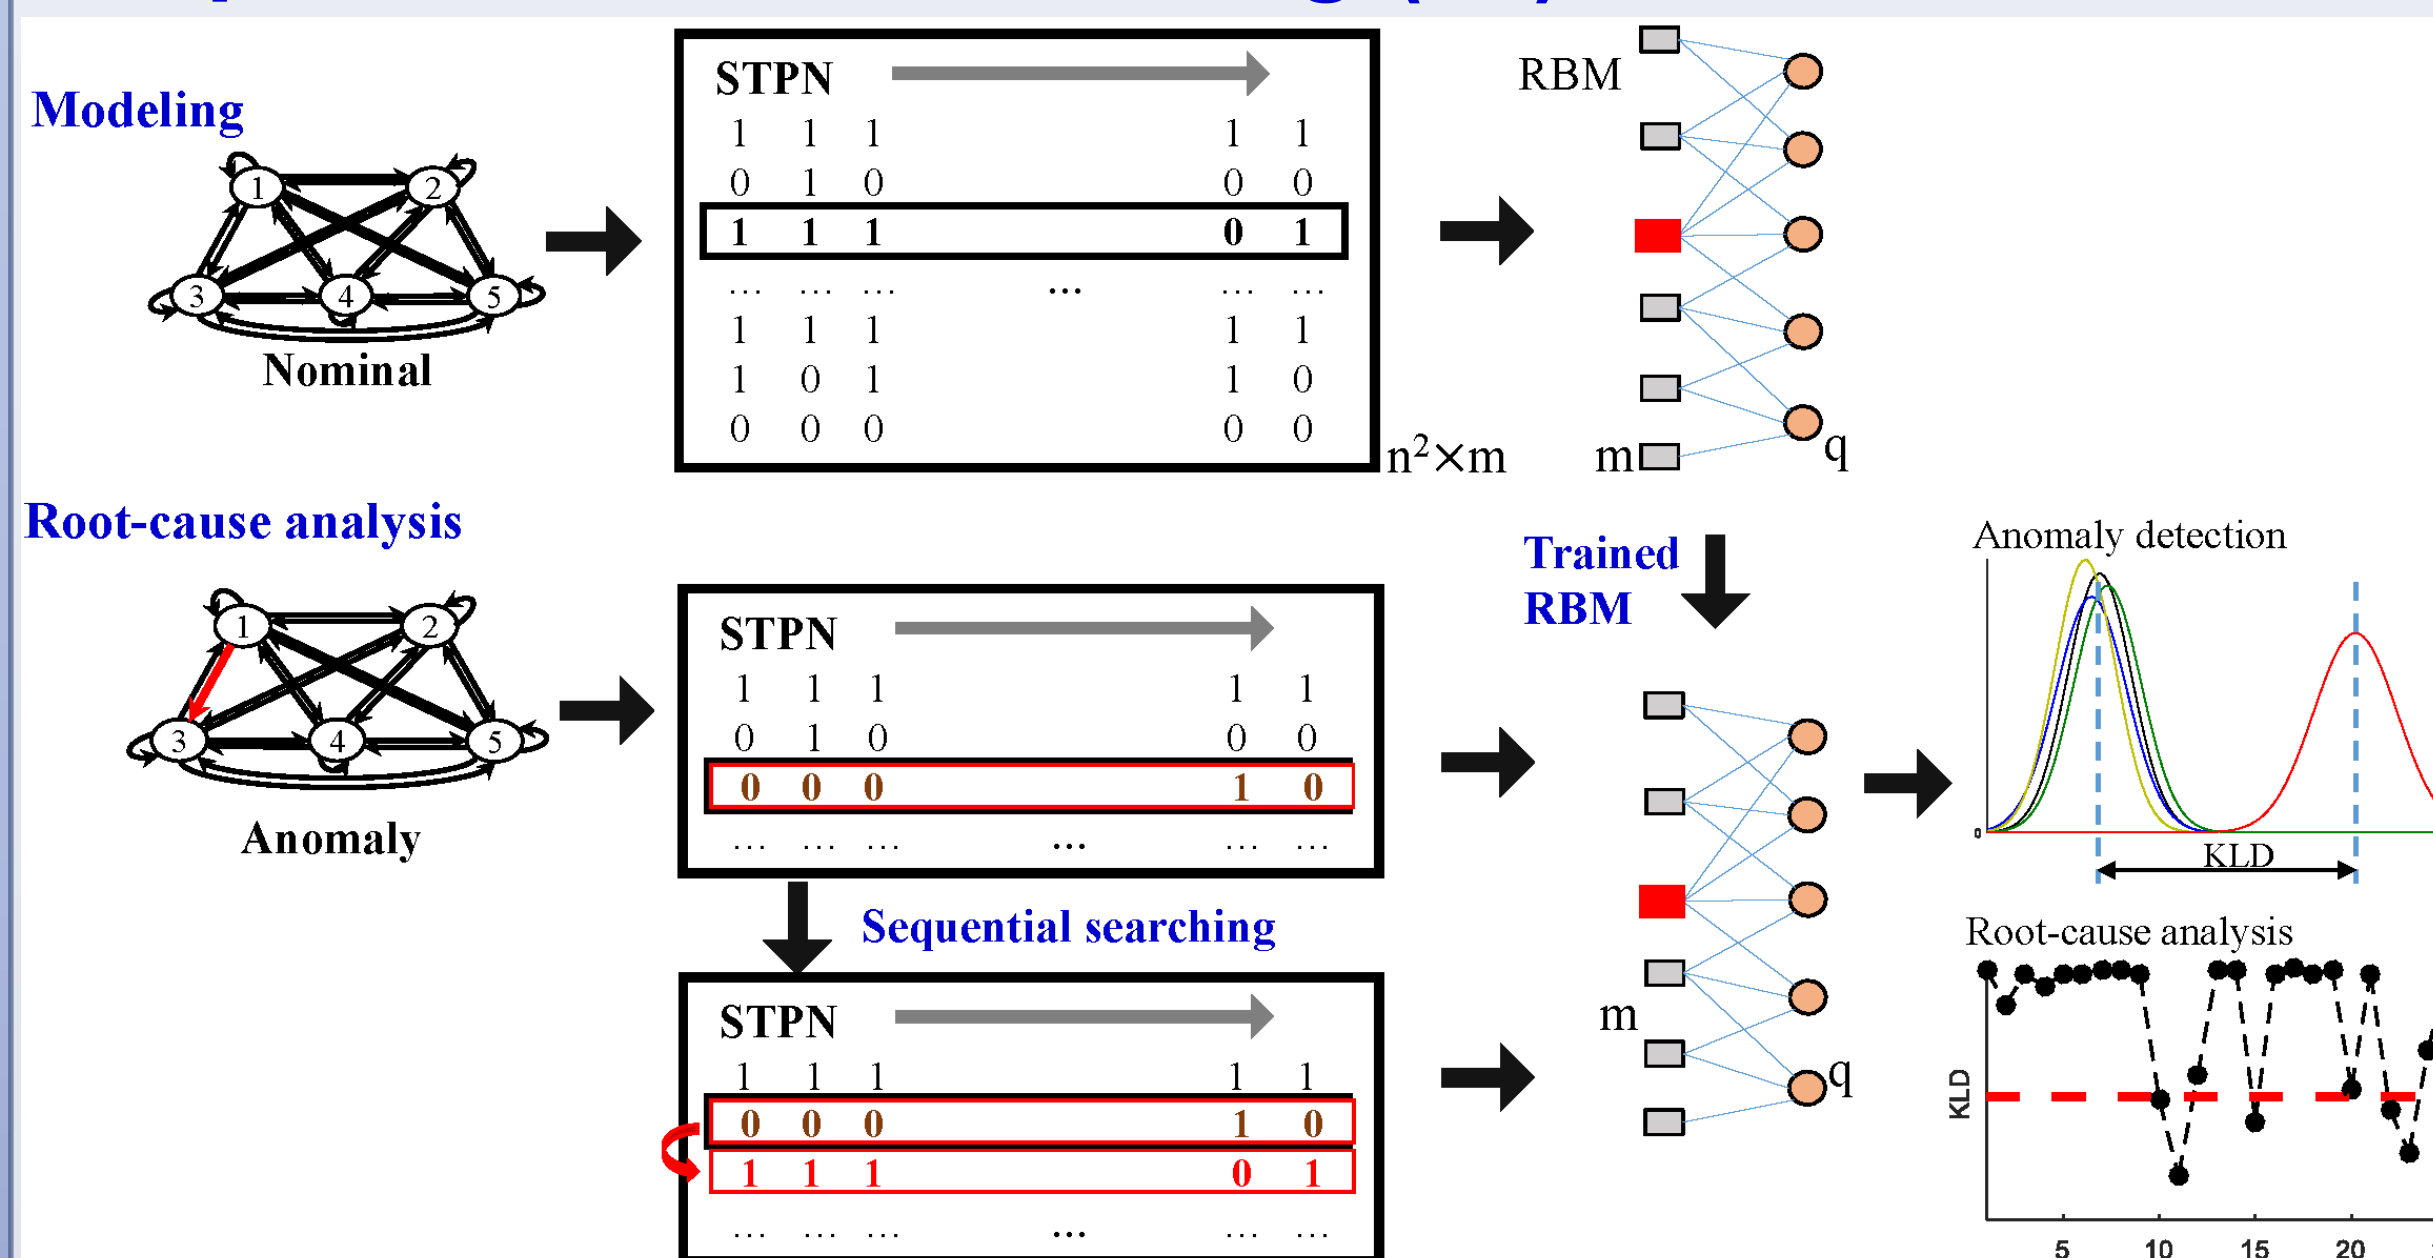 Modeling
1 2
3 4 5
Nominal
STPN
1 1 1 1 1
0 1 0 0 0
1 1 1 0 1
... ... ... ... ... ...
1 1 1 1 1
1 0 1 1 0
0 0 0 0 0
n²×m
RBM
m q
Root-cause analysis
1 2
3 4 5
Anomaly
STPN
1 1 1 1 1
0 1 0 0 0
0 0 0 1 0
... ... ... ... ... ...
Sequential searching
STPN
1 1 1 1 1
0 0 0 1 0
1 1 1 0 1
... ... ... ... ... ...
Trained
RBM
m q
Anomaly detection
0
KLD
Root-cause analysis
KLD
5 10 15 20